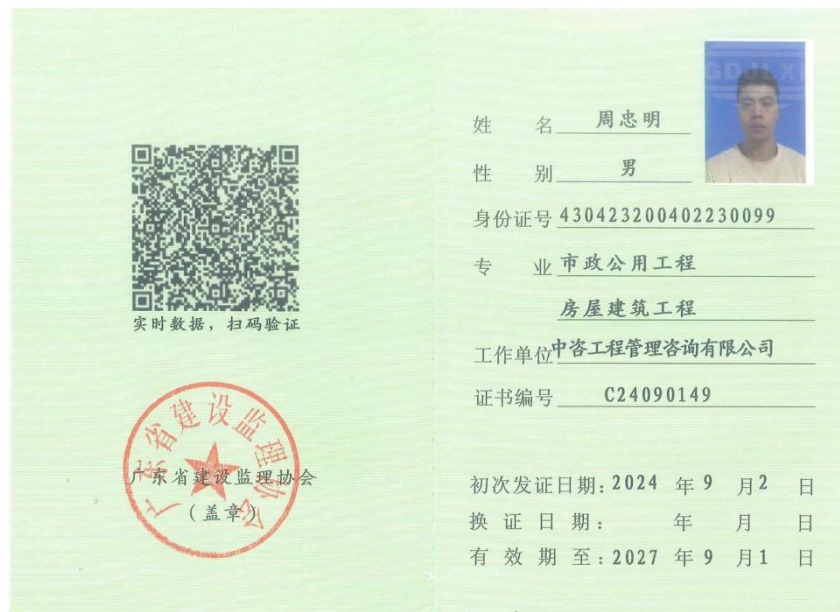 实时数据，扫码验证
广东省建设监理协会
广东省建设监理协会
（盖章）
GDJLXH
姓 名 周忠明
性 别 男
身份证号 430423200402230099
专 业 市政公用工程
房屋建筑工程
工作单位 中咨工程管理咨询有限公司
证书编号 C24090149
初次发证日期：2024 年 9 月 2 日
换 证 日 期： 年 月 日
有 效 期 至：2027 年 9 月 1 日